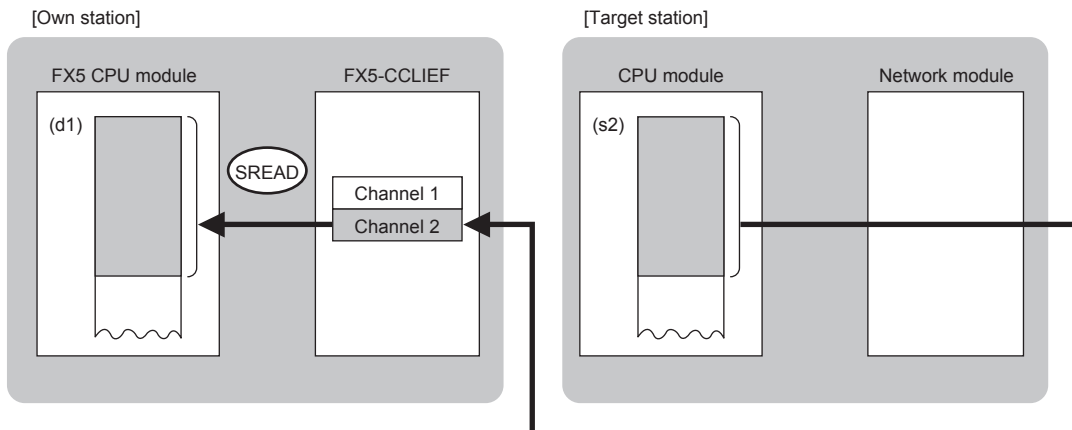 [Own station]
[Target station]
FX5 CPU module
FX5-CCLIEF
CPU module
Network module
(d1)
(s2)
SREAD
Channel 1
Channel 2